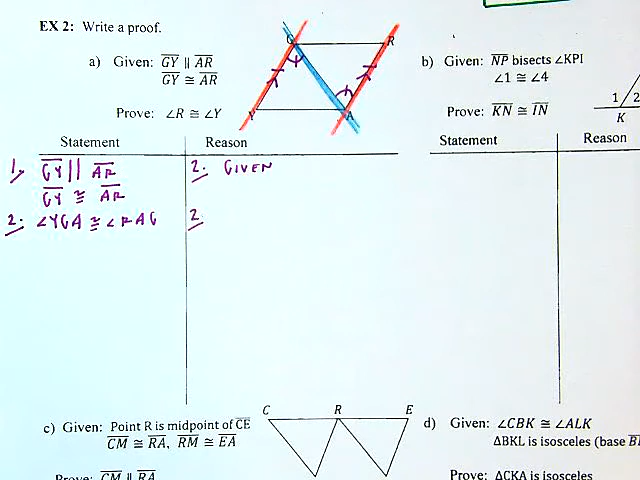 EX 2: Write a proof.
a) Given: GY ∥ AR
GY ≅ AR
Prove: ∠R ≅ ∠Y
G
R
Y
A
b) Given: NP bisects ∠KPI
∠1 ≅ ∠4
Prove: KN ≅ IN
1
2
K
Statement
Reason
Statement
Reason
1. GY || AR
GY ≅ AR
2. GIVEN
2. ∠YGA ≅ ∠RAG
2.
C
R
E
c) Given: Point R is midpoint of CE
CM ≅ RA, RM ≅ EA
Prove: CM ∥ RA
d) Given: ∠CBK ≅ ∠ALK
ΔBKL is isosceles (base
Prove: ΔCKA is isosceles